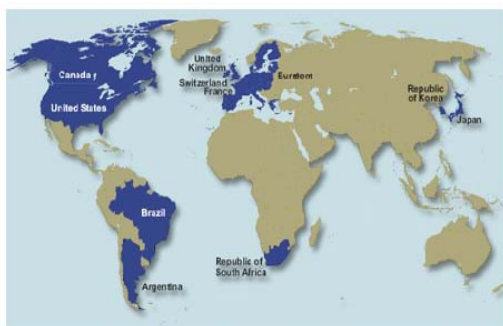 Canada
United States
United
Kingdom
Switzerland
France
Euratom
Republic
of Korea
Japan
Brazil
Republic of
South Africa
Argentina